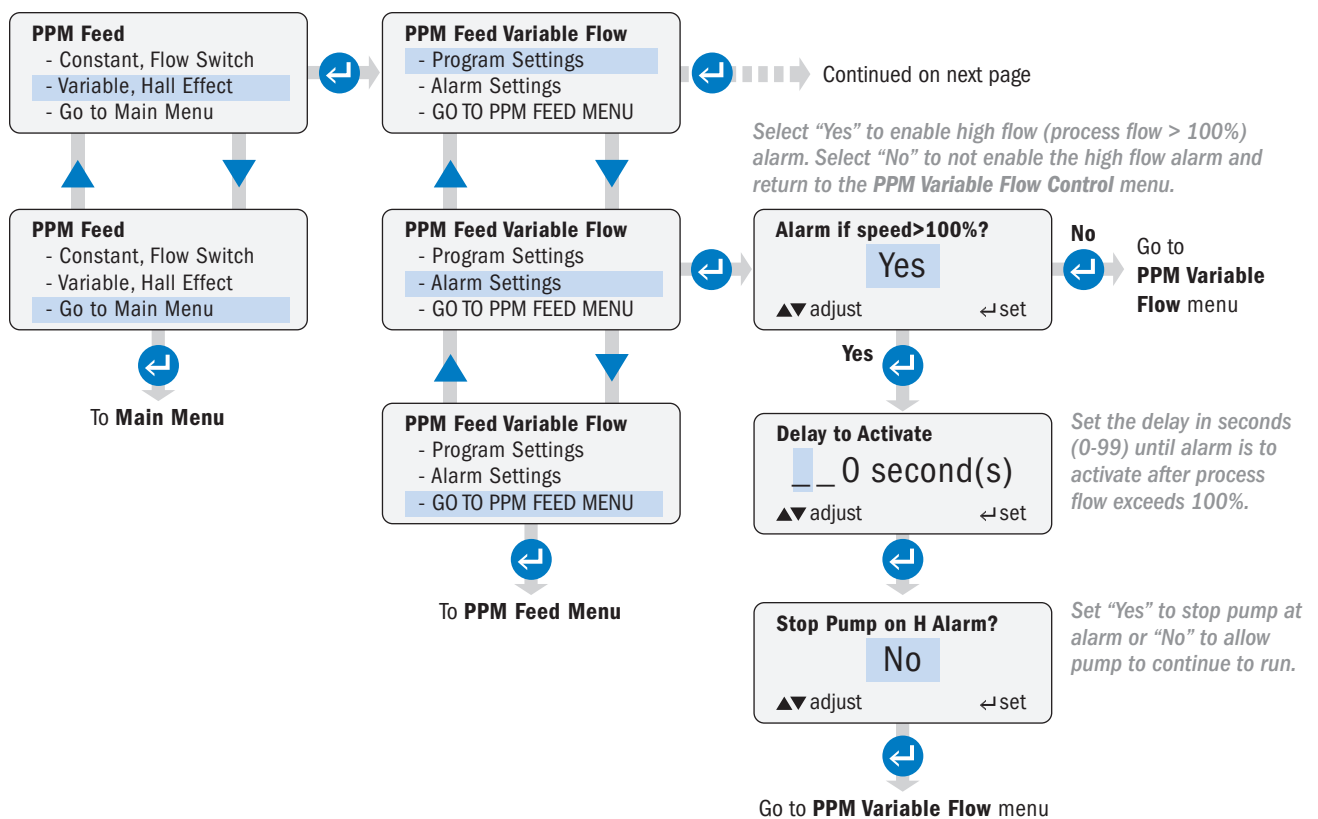 PPM Feed
- Constant, Flow Switch
- Variable, Hall Effect
- Go to Main Menu
PPM Feed Variable Flow
- Program Settings
- Alarm Settings
- GO TO PPM FEED MENU
Continued on next page
Select “Yes” to enable high flow (process flow > 100%)
alarm. Select “No” to not enable the high flow alarm and
return to the PPM Variable Flow Control menu.
PPM Feed
- Constant, Flow Switch
- Variable, Hall Effect
- Go to Main Menu
To Main Menu
PPM Feed Variable Flow
- Program Settings
- Alarm Settings
- GO TO PPM FEED MENU
Alarm if speed>100%?
Yes
▲▼ adjust ↵ set
No
Go to
PPM Variable
Flow menu
Yes
PPM Feed Variable Flow
- Program Settings
- Alarm Settings
- GO TO PPM FEED MENU
To PPM Feed Menu
Delay to Activate
_ _ 0 second(s)
▲▼ adjust ↵ set
Set the delay in seconds
(0-99) until alarm is to
activate after process
flow exceeds 100%.
Stop Pump on H Alarm?
No
▲▼ adjust ↵ set
Set “Yes” to stop pump at
alarm or “No” to allow
pump to continue to run.
Go to PPM Variable Flow menu